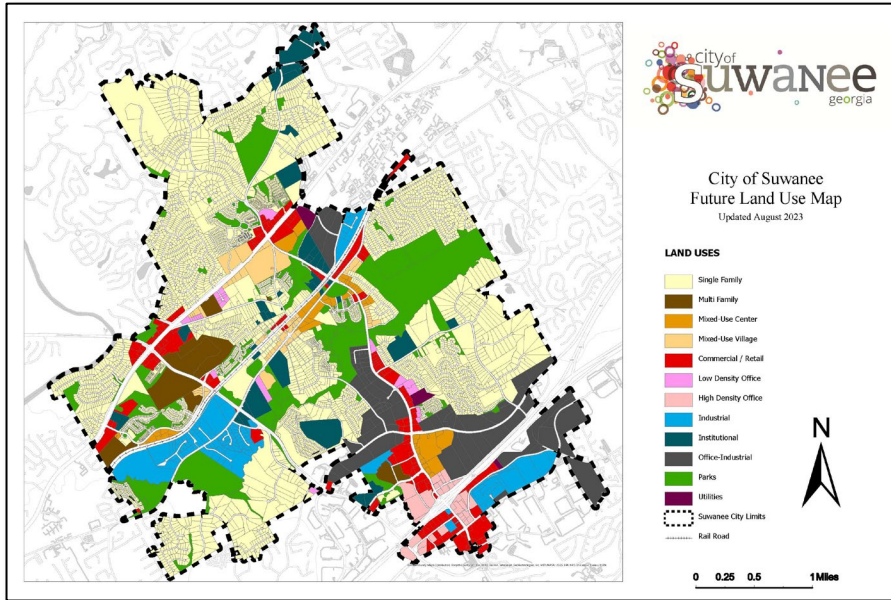 city of
Suwanee
georgia
City of Suwanee
Future Land Use Map
Updated August 2023
LAND USES
Single Family
Multi Family
Mixed-Use Center
Mixed-Use Village
Commercial / Retail
Low Density Office
High Density Office
Industrial
Institutional
Office-Industrial
Parks
Utilities
Suwanee City Limits
Rail Road
N
0 0.25 0.5 1 Miles